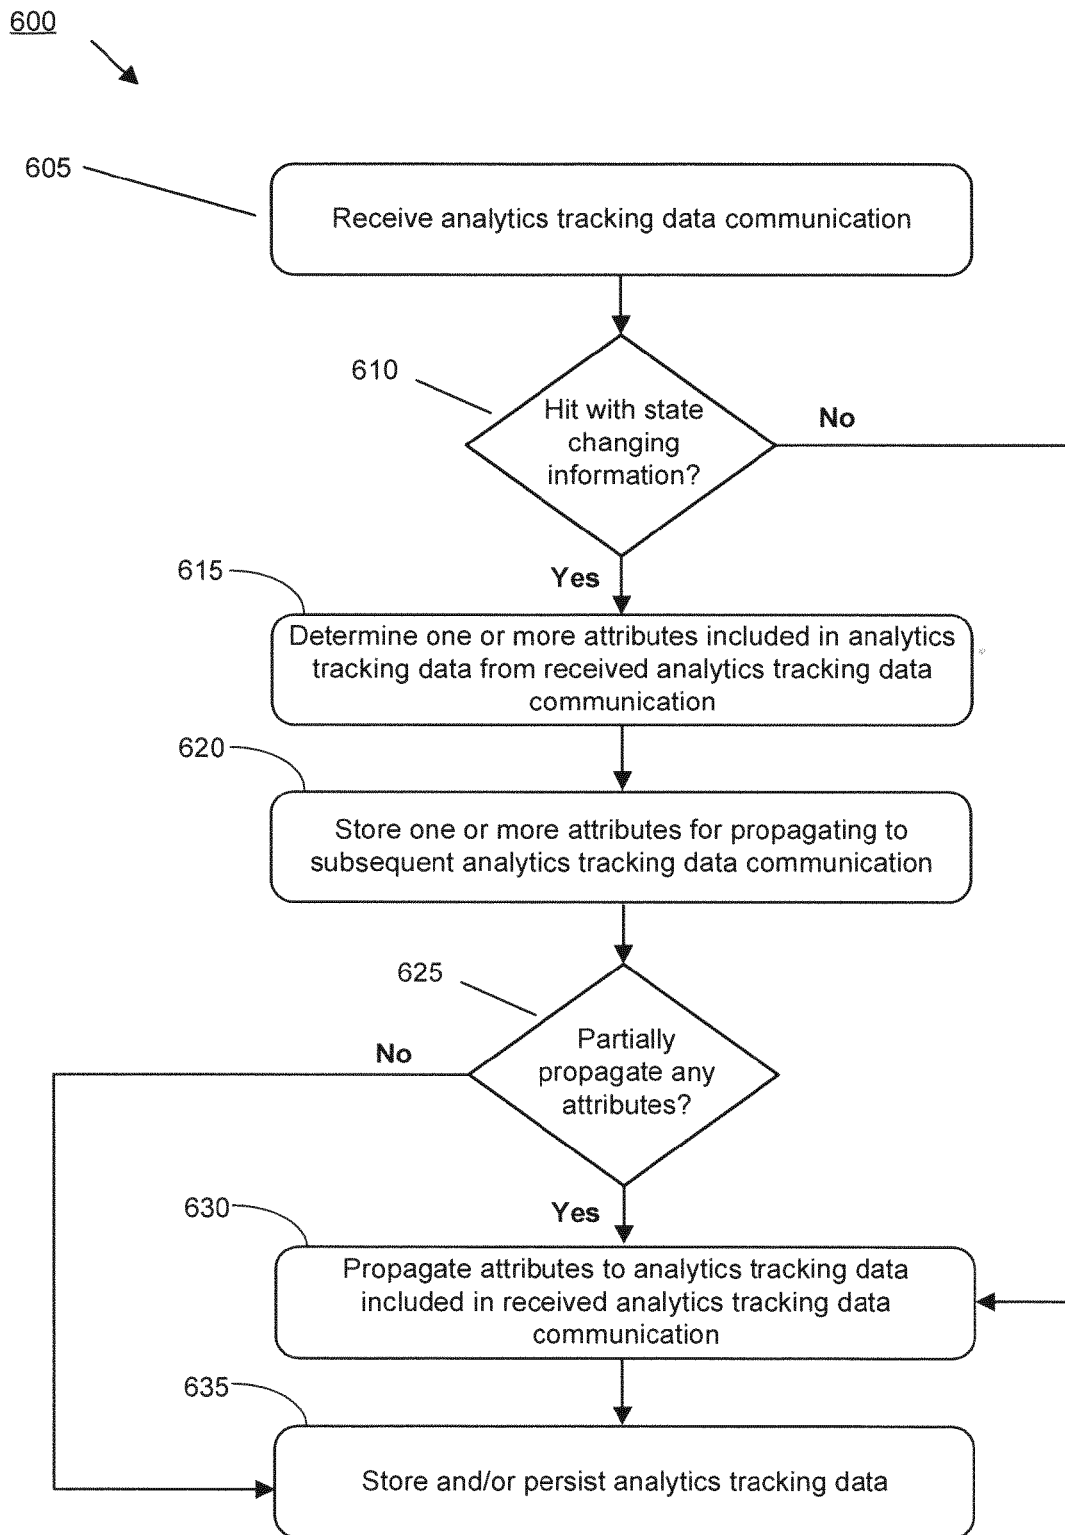 600
605
Receive analytics tracking data communication
610
Hit with state
changing
information?
No
Yes
615
Determine one or more attributes included in analytics
tracking data from received analytics tracking data
communication
620
Store one or more attributes for propagating to
subsequent analytics tracking data communication
625
Partially
propagate any
attributes?
No
Yes
630
Propagate attributes to analytics tracking data
included in received analytics tracking data
communication
635
Store and/or persist analytics tracking data